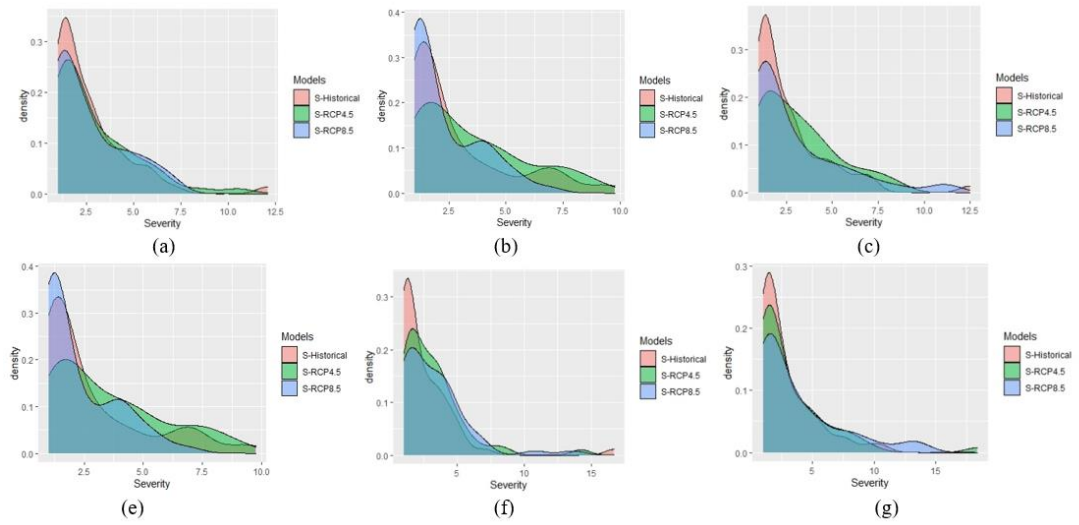 0.3
0.2
0.1
0.0
density
2.5 5.0 7.5 10.0 12.5
Severity
Models
S-Historical
S-RCP4.5
S-RCP8.5
(a)
0.4
0.3
0.2
0.1
0.0
density
2.5 5.0 7.5 10.0
Severity
Models
S-Historical
S-RCP4.5
S-RCP8.5
(b)
0.3
0.2
0.1
0.0
density
2.5 5.0 7.5 10.0 12.5
Severity
Models
S-Historical
S-RCP4.5
S-RCP8.5
(c)
0.4
0.3
0.2
0.1
0.0
density
2.5 5.0 7.5 10.0
Severity
Models
S-Historical
S-RCP4.5
S-RCP8.5
(e)
0.3
0.2
0.1
0.0
density
5 10 15
Severity
Models
S-Historical
S-RCP4.5
S-RCP8.5
(f)
0.3
0.2
0.1
0.0
density
5 10 15
Severity
Models
S-Historical
S-RCP4.5
S-RCP8.5
(g)